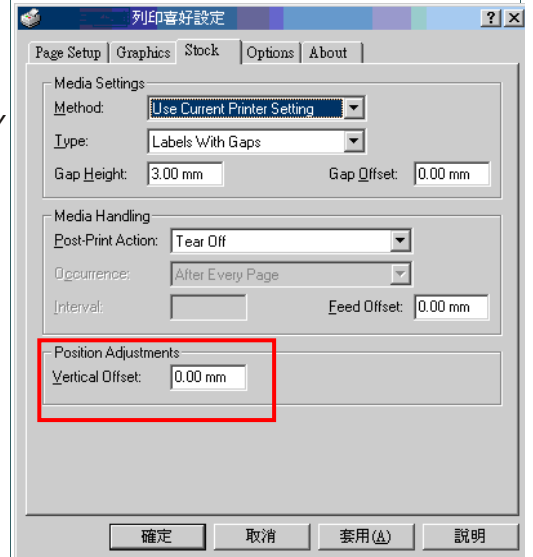 列印喜好設定
Page Setup Graphics Stock Options About
Media Settings
Method: Use Current Printer Setting
Type: Labels With Gaps
Gap Height: 3.00 mm Gap Offset: 0.00 mm
Media Handling
Post-Print Action: Tear Off
Occurrence: After Every Page
Interval: Feed Offset: 0.00 mm
Position Adjustments
Vertical Offset: 0.00 mm
確定 取消 套用(A) 說明